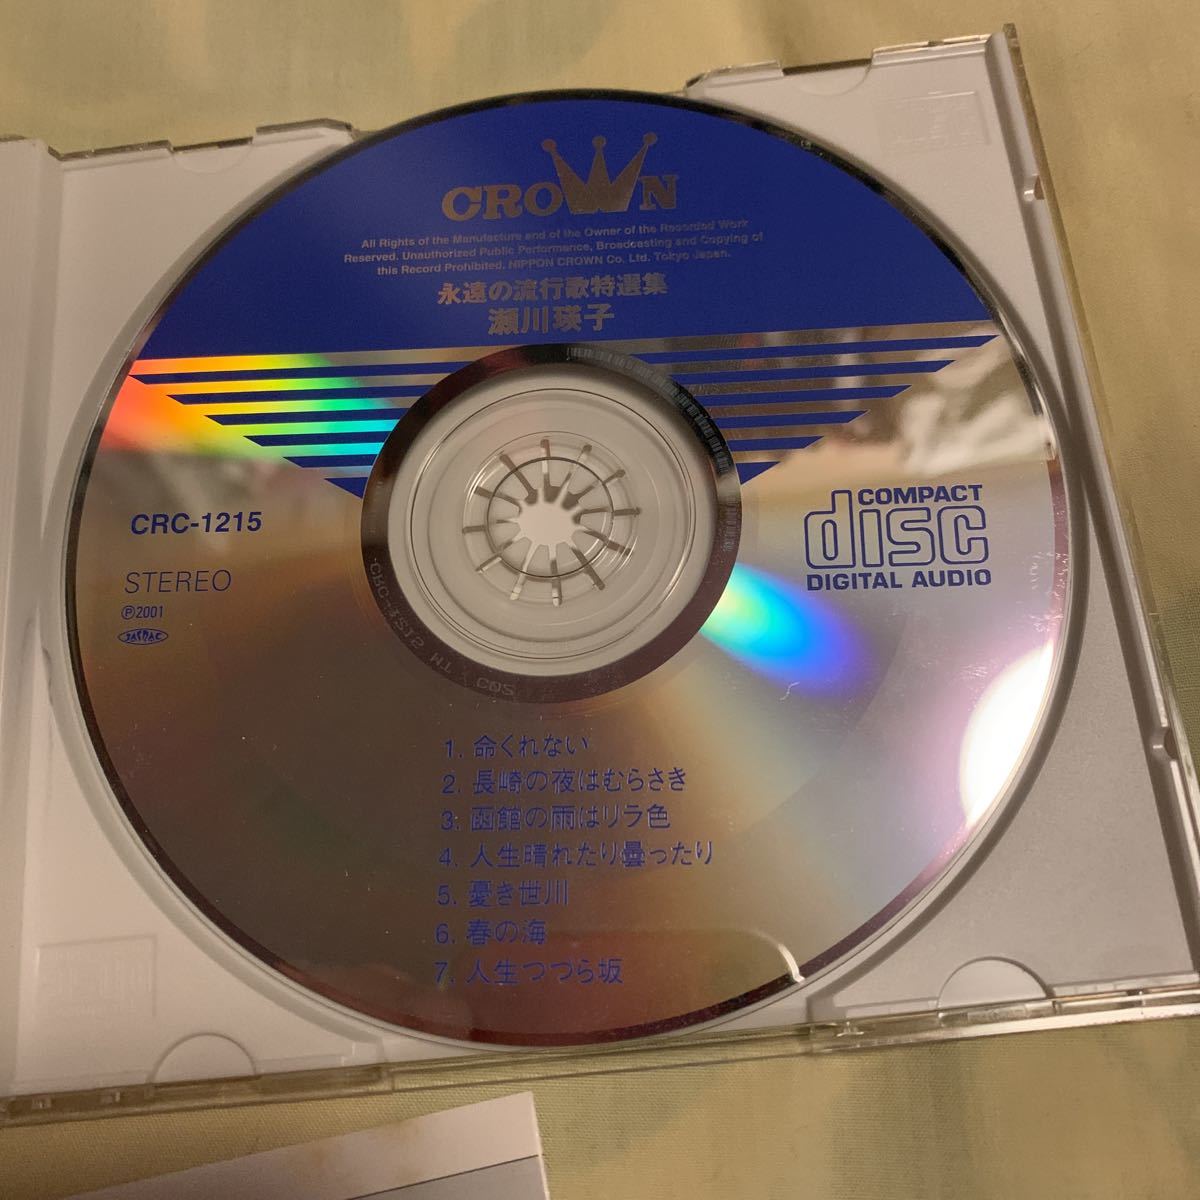 CROWN
All Rights of the Manufacture and of the Owner of the Recorded Work
Reserved. Unauthorized Public Performance, Broadcasting and Copying of
this Record Prohibited. NIPPON CROWN Co. Ltd. Tokyo Japan.
永遠の流行歌特選集
瀬川瑛子
CRC-1215
STEREO
Ⓟ2001
JASRAC
COMPACT
disc
DIGITAL AUDIO
CRC-1215
1. 命くれない
2. 長崎の夜はむらさき
3. 函館の雨はリラ色
4. 人生晴れたり曇ったり
5. 憂き世川
6. 春の海
7. 人生つづら坂